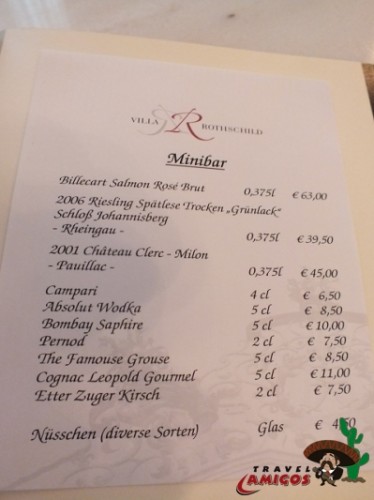 VILLA R ROTHSCHILD
Minibar
Billecart Salmon Rosé Brut 0,375l € 63,00
2006 Riesling Spätlese Trocken „Grünlack“
Schloß Johannisberg
- Rheingau - 0,375l € 39,50
2001 Château Clerc - Milon
- Pauillac - 0,375l € 45,00
Campari 4 cl € 6,50
Absolut Wodka 5 cl € 8,50
Bombay Saphire 5 cl € 10,00
Pernod 2 cl € 7,50
The Famouse Grouse 5 cl € 8,50
Cognac Leopold Gourmel 5 cl € 11,00
Etter Zuger Kirsch 2 cl € 7,50
Nüsschen (diverse Sorten) Glas €
TRAVEL
AMIGOS